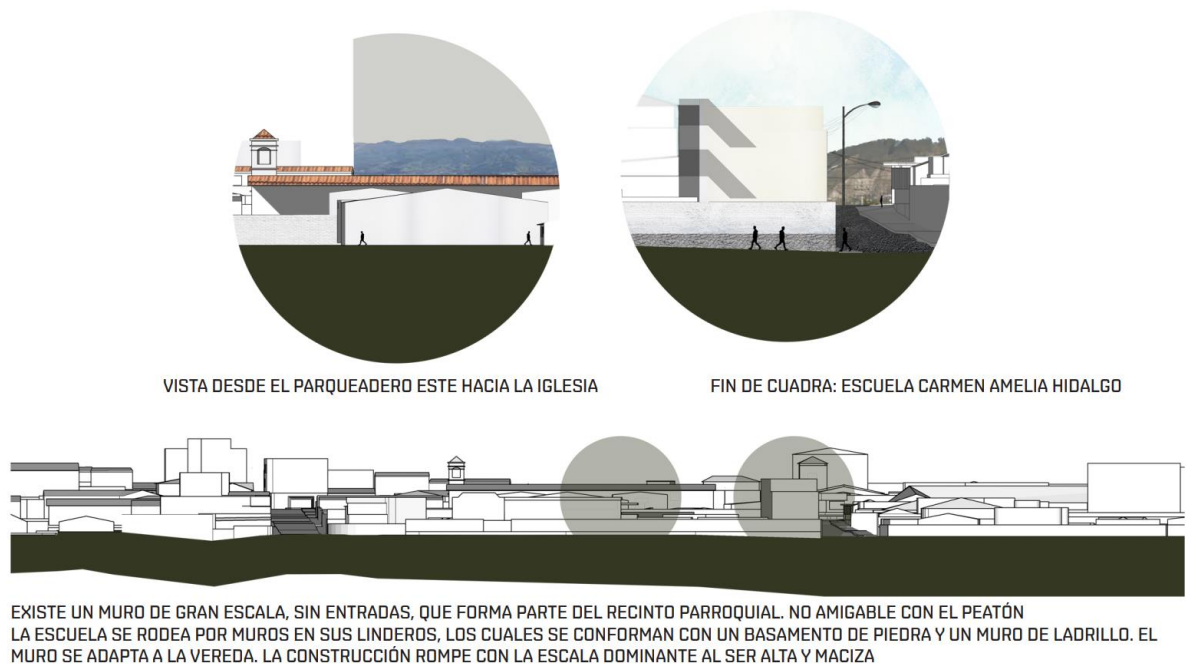 VISTA DESDE EL PARQUEADERO ESTE HACIA LA IGLESIA
FIN DE CUADRA: ESCUELA CARMEN AMELIA HIDALGO
EXISTE UN MURO DE GRAN ESCALA, SIN ENTRADAS, QUE FORMA PARTE DEL RECINTO PARROQUIAL. NO AMIGABLE CON EL PEATÓN
LA ESCUELA SE RODEA POR MUROS EN SUS LINDEROS, LOS CUALES SE CONFORMAN CON UN BASAMENTO DE PIEDRA Y UN MURO DE LADRILLO. EL
MURO SE ADAPTA A LA VEREDA. LA CONSTRUCCIÓN ROMPE CON LA ESCALA DOMINANTE AL SER ALTA Y MACIZA